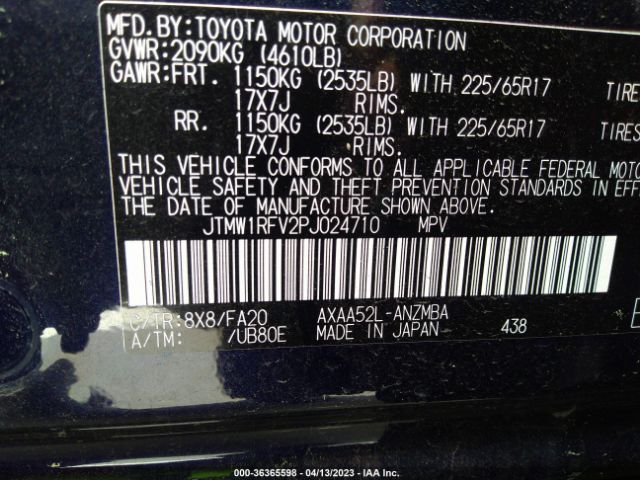 MFD.BY:TOYOTA MOTOR CORPORATION
GVWR:2090KG (4610LB)
GAWR:FRT. 1150KG (2535LB) WITH 225/65R17 TIRE
17X7J RIMS.
RR. 1150KG (2535LB) WITH 225/65R17 TIRES
17X7J RIMS.
THIS VEHICLE CONFORMS TO ALL APPLICABLE FEDERAL MOTO
VEHICLE SAFETY AND THEFT PREVENTION STANDARDS IN EFFE
THE DATE OF MANUFACTURE SHOWN ABOVE.
JTMW1RFV2PJ024710 MPV
C/TR:8X8/FA20 AXAA52L-ANZMBA
A/TM: /UB80E MADE IN JAPAN 438
000-36365598 - 04/13/2023 - IAA Inc.